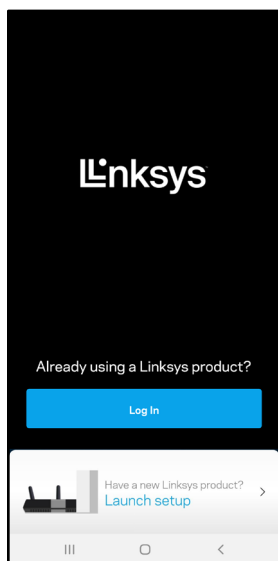 Linksys
Already using a Linksys product?
Log In
Have a new Linksys product?
Launch setup